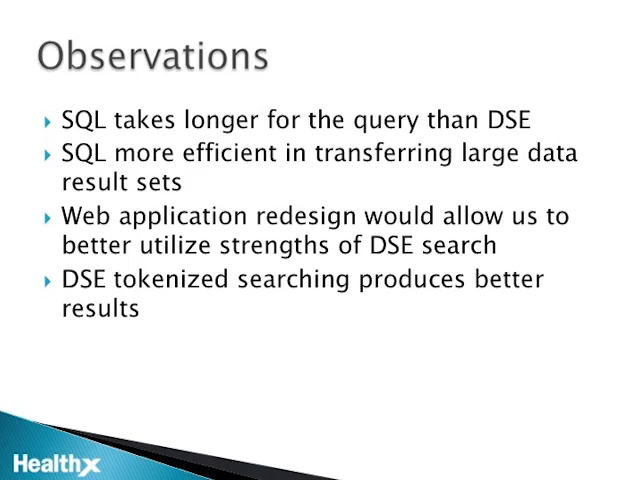 Observations
SQL takes longer for the query than DSE
SQL more efficient in transferring large data
result sets
Web application redesign would allow us to
better utilize strengths of DSE search
DSE tokenized searching produces better
results
Healthx